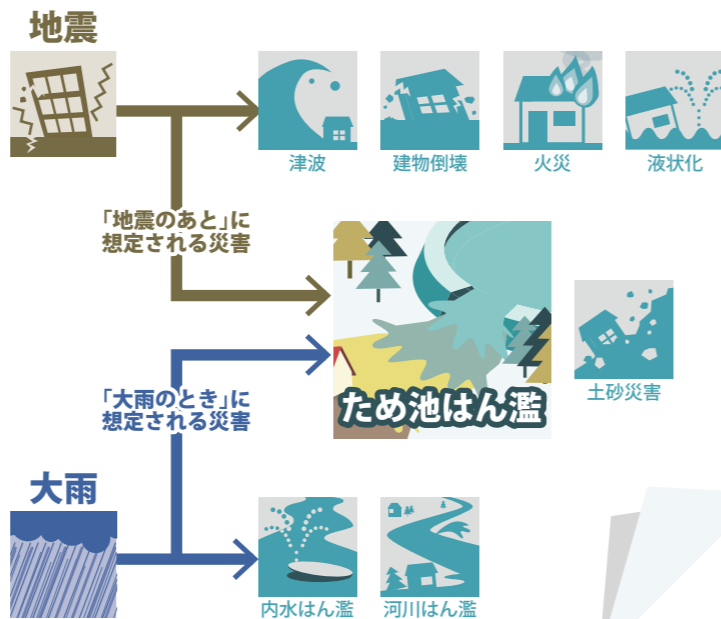 地震
津波
建物倒壊
火災
液状化
「地震のあと」に
想定される災害
ため池はん濫
土砂災害
「大雨のとき」に
想定される災害
大雨
内水はん濫
河川はん濫